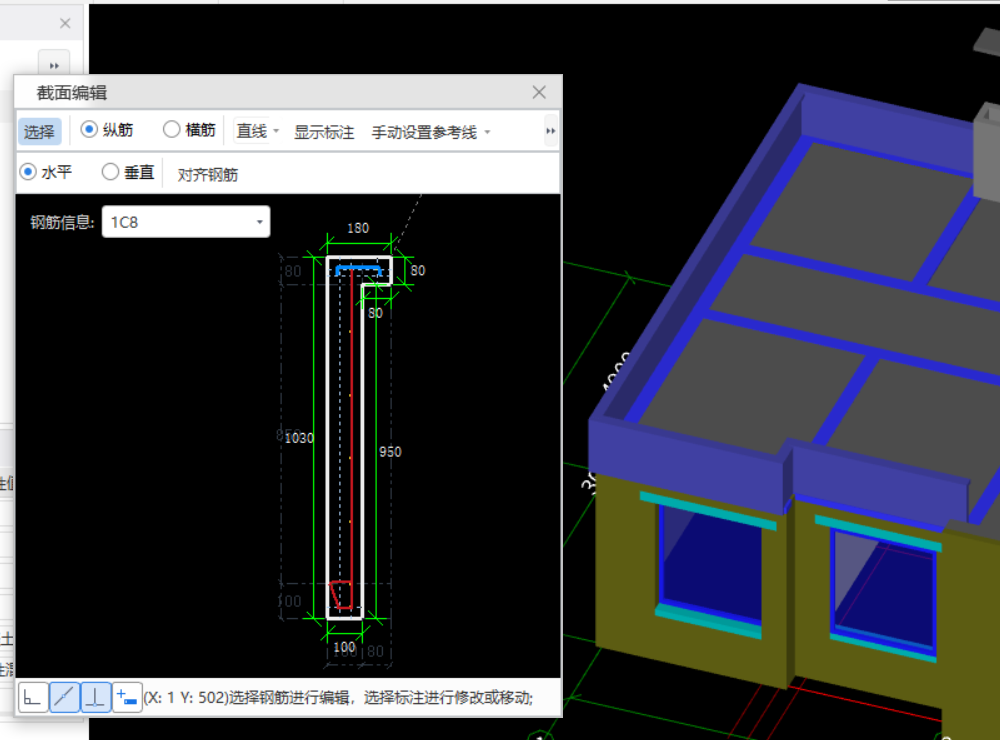 截面编辑
选择 纵筋 横筋 直线 显示标注 手动设置参考线
水平 垂直 对齐钢筋
钢筋信息: 1C8
180
80 80
80
1030
950
100 80
(X: 1 Y: 502)选择钢筋进行编辑，选择标注进行修改或移动;